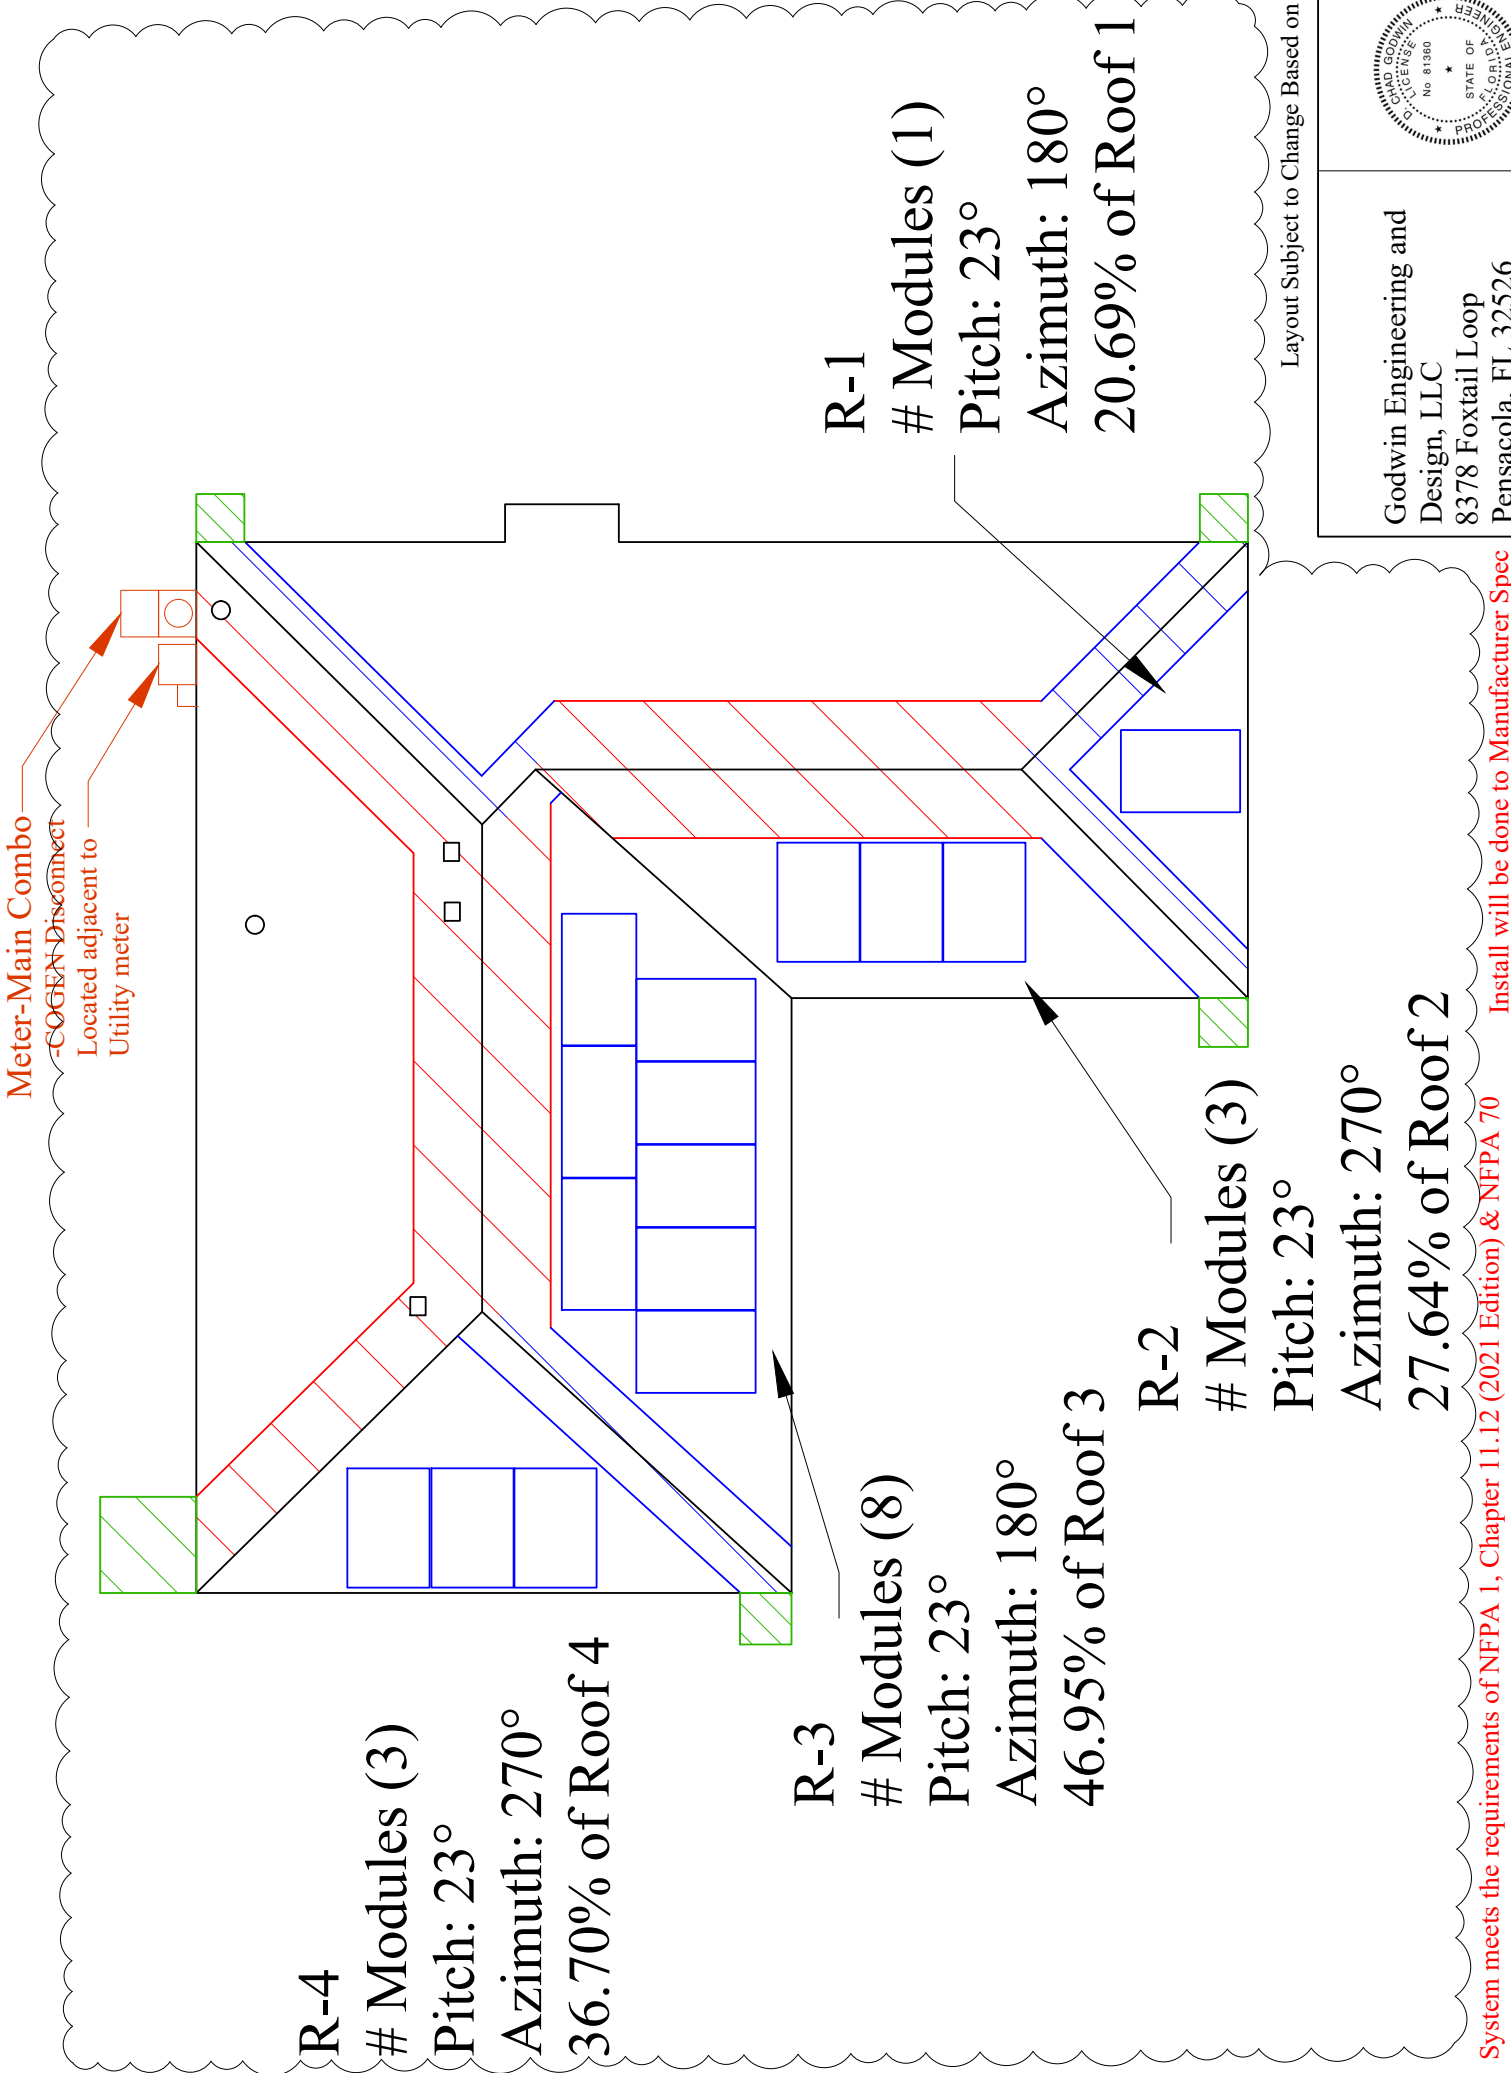 Meter-Main Combo
-COGEN Disconnect
Located adjacent to
Utility meter
R-4
# Modules (3)
Pitch: 23°
Azimuth: 270°
36.70% of Roof 4
R-3
# Modules (8)
Pitch: 23°
Azimuth: 180°
46.95% of Roof 3
R-2
# Modules (3)
Pitch: 23°
Azimuth: 270°
27.64% of Roof 2
R-1
# Modules (1)
Pitch: 23°
Azimuth: 180°
20.69% of Roof 1
Layout Subject to Change Based on
System meets the requirements of NFPA 1, Chapter 11.12 (2021 Edition) & NFPA 70
Install will be done to Manufacturer Spec
Godwin Engineering and
Design, LLC
8378 Foxtail Loop
Pensacola, FL 32526
D. CHAD GODWIN
LICENSE
No 81360
STATE OF
FLORIDA
PROFESSIONAL ENGINEER